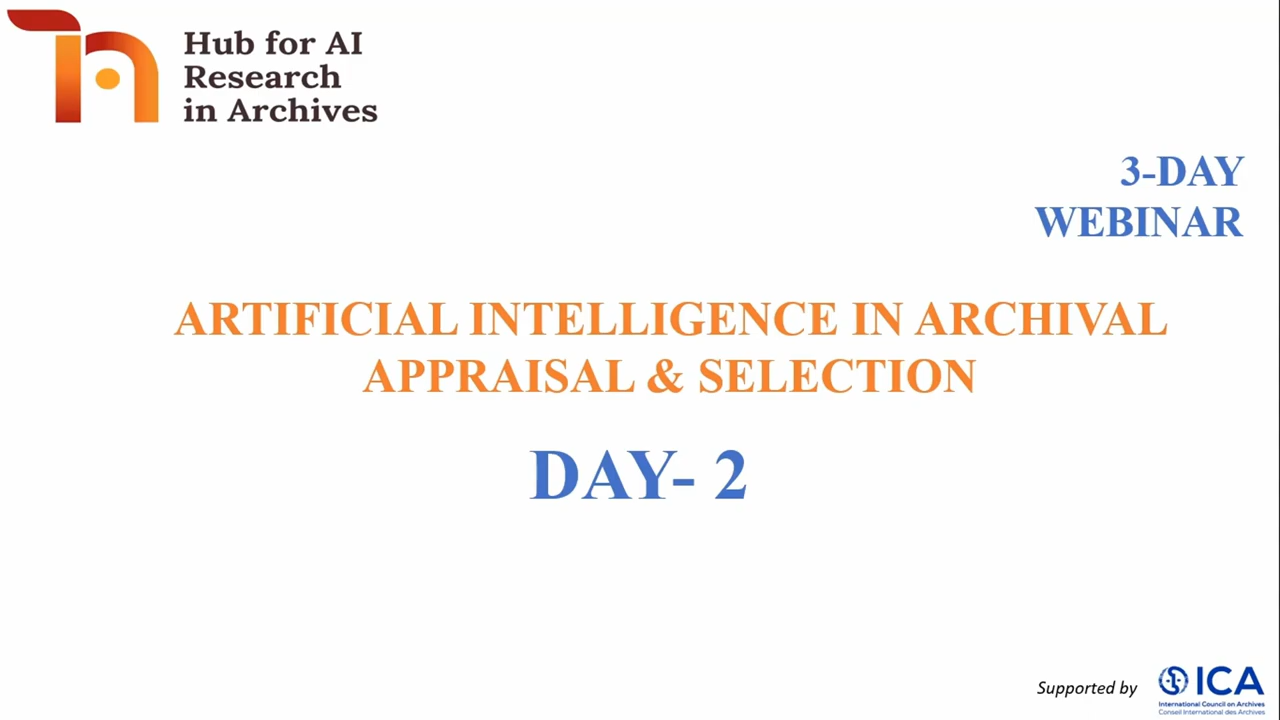 Hub for AI
Research
in Archives
3-DAY
WEBINAR
ARTIFICIAL INTELLIGENCE IN ARCHIVAL
APPRAISAL & SELECTION
DAY- 2
Supported by
ICA
International Council on Archives
Conseil International des Archives